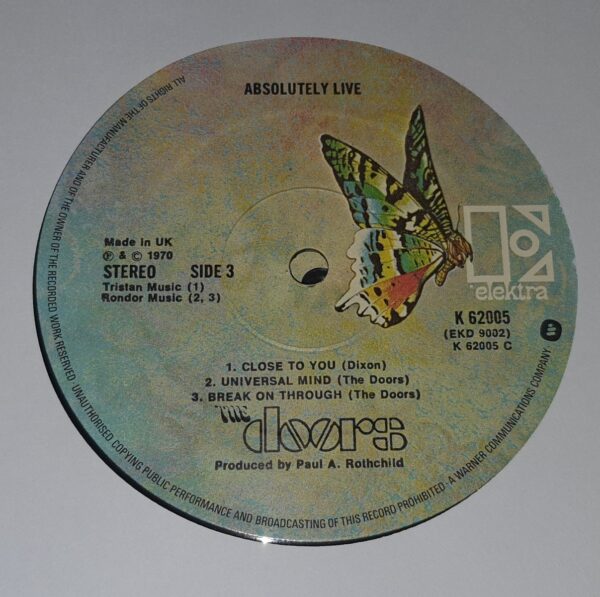 ABSOLUTELY LIVE
Made in UK
℗ & © 1970
STEREO SIDE 3
Tristan Music (1)
Rondor Music (2, 3)
elektra
K 62005
(EKD 9002)
K 62005 C
1. CLOSE TO YOU (Dixon)
2. UNIVERSAL MIND (The Doors)
3. BREAK ON THROUGH (The Doors)
THE
doors
Produced by Paul A. Rothchild
ALL RIGHTS OF THE MANUFACTURER AND OF THE OWNER OF THE RECORDED WORK RESERVED · UNAUTHORISED COPYING PUBLIC PERFORMANCE AND BROADCASTING OF THIS RECORD PROHIBITED · A WARNER COMMUNICATIONS COMPANY